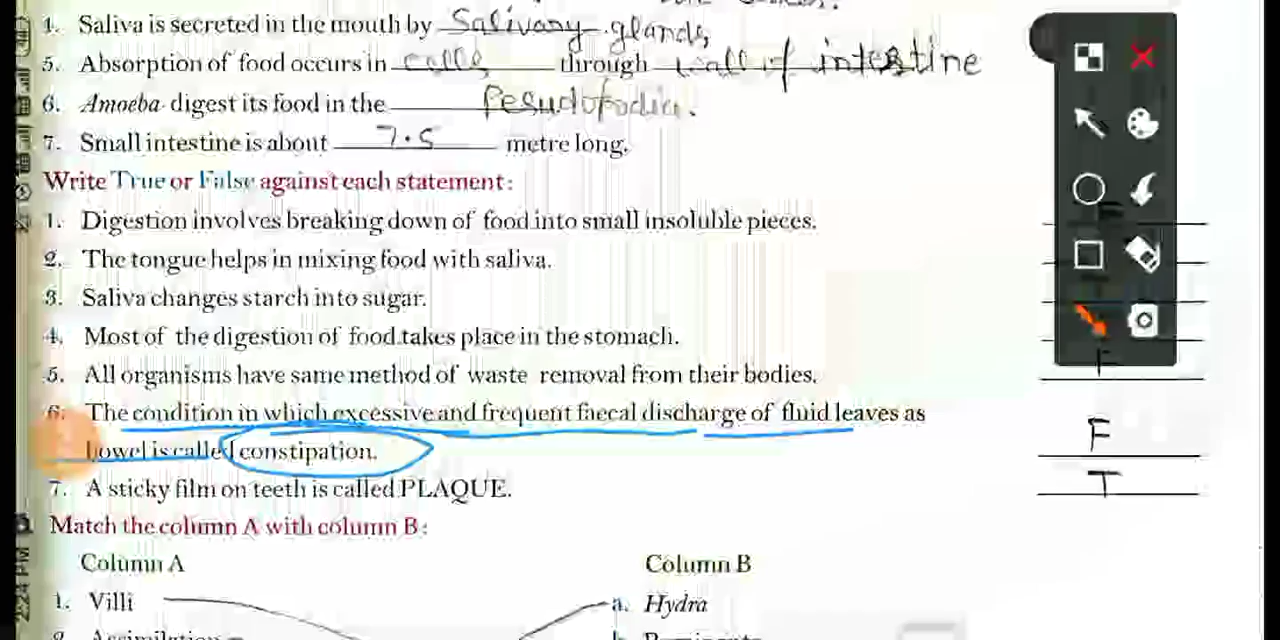 4. Saliva is secreted in the mouth by Salivary glands
5. Absorption of food occurs in cells through wall of intestine
6. Amoeba digest its food in the Pesudofodia.
7. Small intestine is about 7.5 metre long.
Write True or False against each statement:
1. Digestion involves breaking down of food into small insoluble pieces. F
2. The tongue helps in mixing food with saliva.
3. Saliva changes starch into sugar.
4. Most of the digestion of food takes place in the stomach.
5. All organisms have same method of waste removal from their bodies. F
6. The condition in which excessive and frequent faecal discharge of fluid leaves as
bowel is called constipation. F
7. A sticky film on teeth is called PLAQUE. T
Match the column A with column B:
Column A Column B
1. Villi a. Hydra
2. Assimilation b. Ruminants
2:24 PM